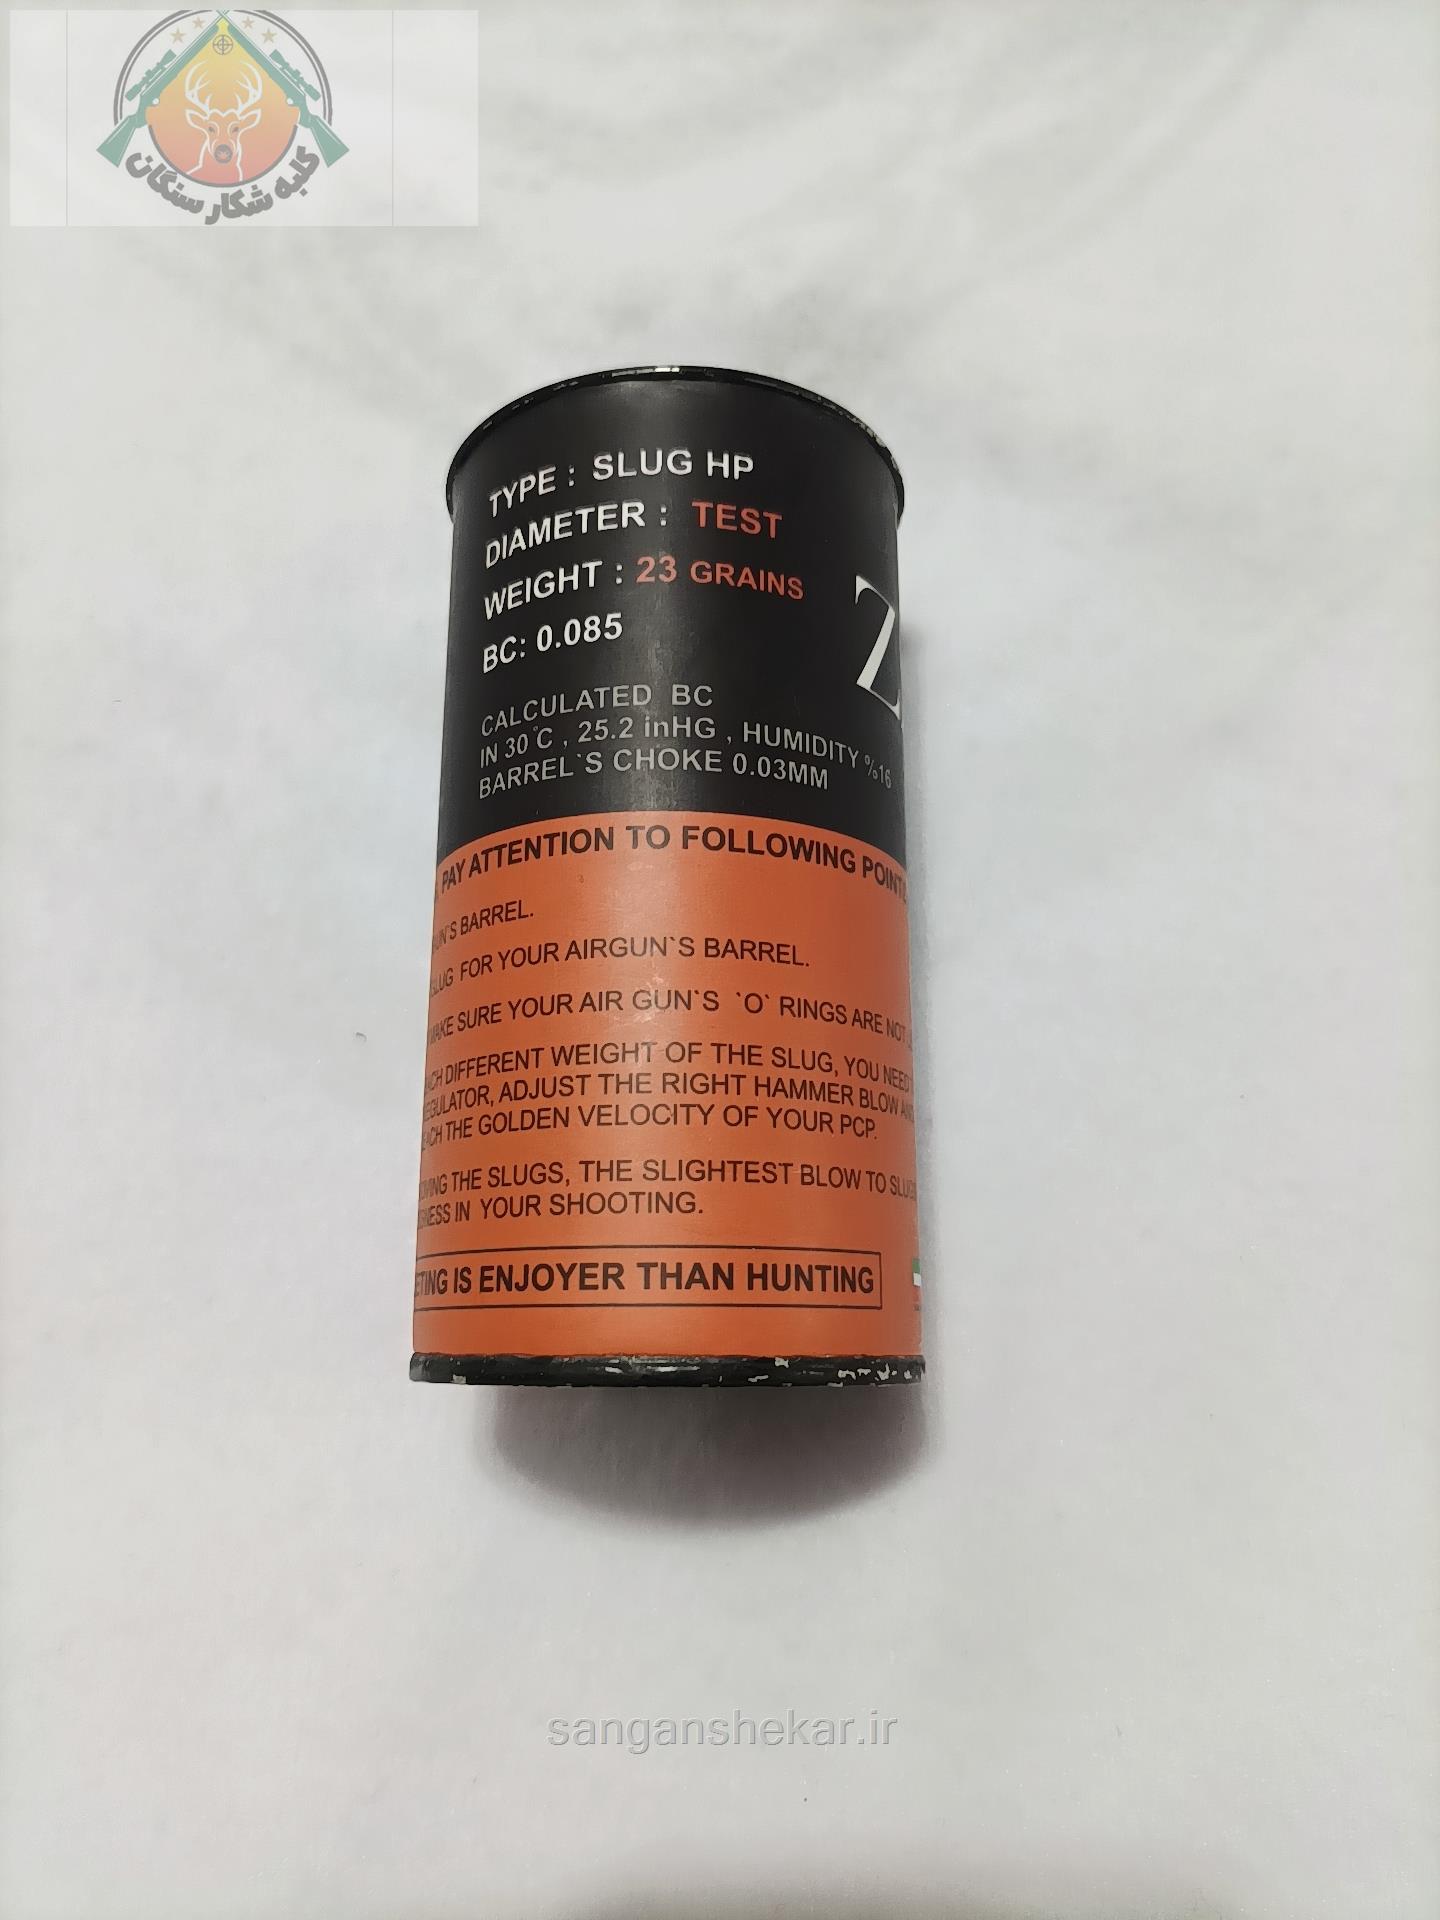 کلبه شکار سنگان
TYPE : SLUG HP
DIAMETER : TEST
WEIGHT : 23 GRAINS
BC: 0.085
CALCULATED BC
IN 30°C , 25.2 inHG , HUMIDITY %16
BARREL`S CHOKE 0.03MM
PAY ATTENTION TO FOLLOWING
BARREL.
FOR YOUR AIRGUN`S BARREL.
SURE YOUR AIR GUN`S `O` RINGS ARE NOT
DIFFERENT WEIGHT OF THE SLUG, YOU NEED
ADJUST THE RIGHT HAMMER BLOW
THE GOLDEN VELOCITY OF YOUR PCP.
THE SLUGS, THE SLIGHTEST BLOW TO
IN YOUR SHOOTING.
IS ENJOYER THAN HUNTING
sanganshekar.ir